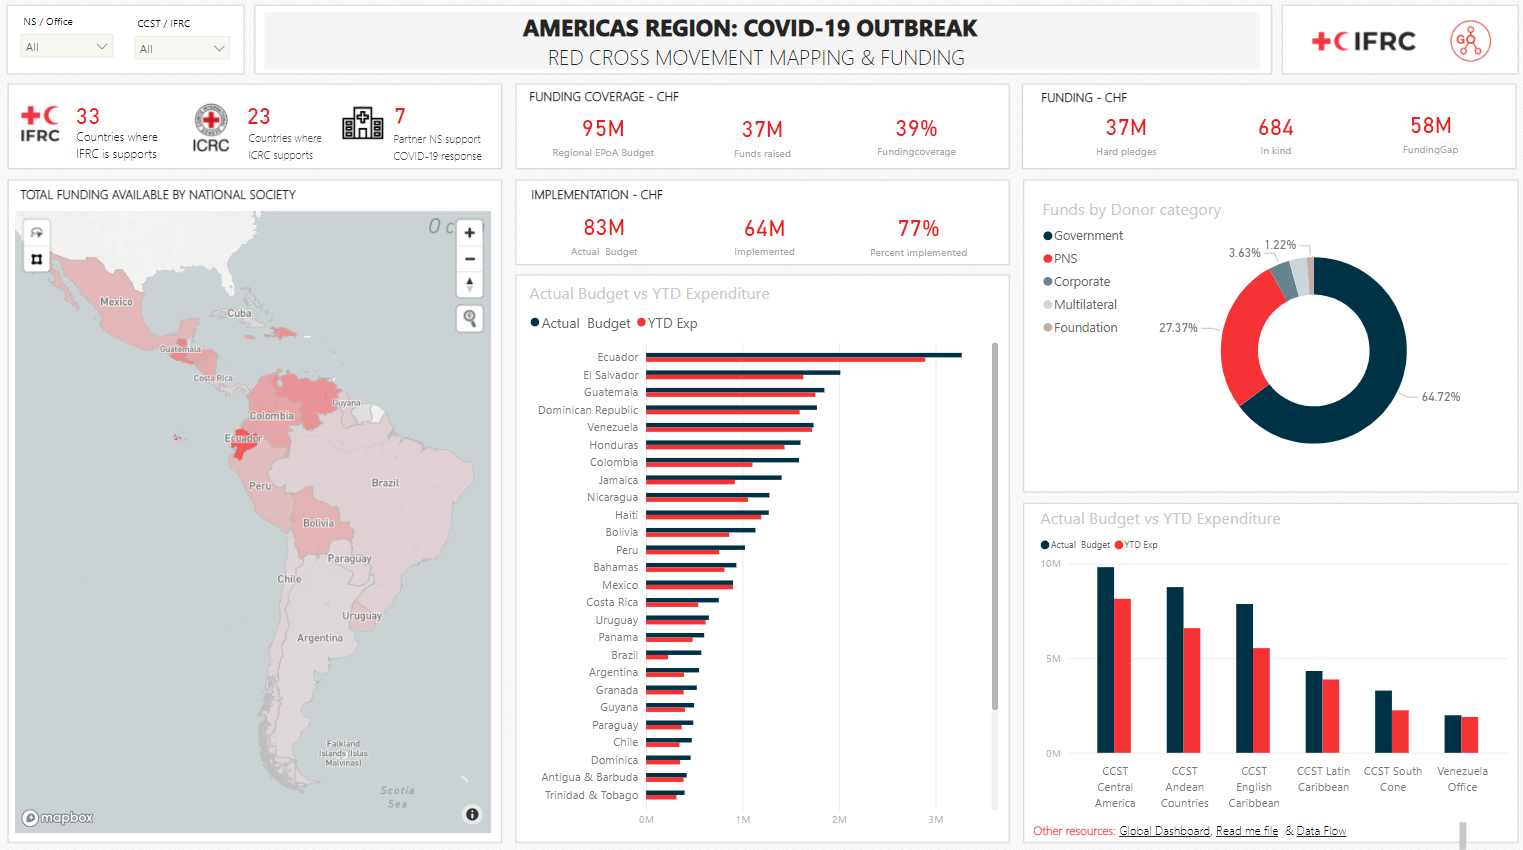 NS / Office
All
CCST / IFRC
All
AMERICAS REGION: COVID-19 OUTBREAK
RED CROSS MOVEMENT MAPPING & FUNDING
IFRC
GO
IFRC
33
Countries where
IFRC is supports
ICRC
23
Countries where
ICRC supports
7
Partner NS support
COVID-19 response
FUNDING COVERAGE - CHF
95M
Regional EPoA Budget
37M
Funds raised
39%
Fundingcoverage
FUNDING - CHF
37M
Hard pledges
684
In kind
58M
FundingGap
TOTAL FUNDING AVAILABLE BY NATIONAL SOCIETY
Mexico
Cuba
Guatemala
Costa Rica
Guyana
Colombia
Ecuador
Brazil
Peru
Bolivia
Paraguay
Chile
Uruguay
Argentina
Falkland
Islands (Islas
Malvinas)
Scotia
Sea
mapbox
IMPLEMENTATION - CHF
83M
Actual Budget
64M
Implemented
77%
Percent implemented
Actual Budget vs YTD Expenditure
Actual Budget YTD Exp
Ecuador
El Salvador
Guatemala
Dominican Republic
Venezuela
Honduras
Colombia
Jamaica
Nicaragua
Haiti
Bolivia
Peru
Bahamas
Mexico
Costa Rica
Uruguay
Panama
Brazil
Argentina
Granada
Guyana
Paraguay
Chile
Dominica
Antigua & Barbuda
Trinidad & Tobago
0M 1M 2M 3M
Funds by Donor category
Government
PNS
Corporate
Multilateral
Foundation
1.22%
3.63%
27.37%
64.72%
Actual Budget vs YTD Expenditure
Actual Budget YTD Exp
10M
5M
0M
CCST
Central
America
CCST
Andean
Countries
CCST
English
Caribbean
CCST Latin
Caribbean
CCST South
Cone
Venezuela
Office
Other resources: Global Dashboard, Read me file & Data Flow